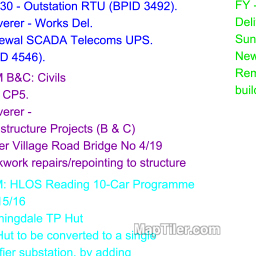 30 - Outstation RTU (BPID 3492).
verer - Works Del.
ewal SCADA Telecoms UPS.
D 4546).
M B&C: Civils
CP5.
verer -
structure Projects (B & C)
er Village Road Bridge No 4/19
kwork repairs/repointing to structure
M: HLOS Reading 10-Car Programme
15/16
ningdale TP Hut
Hut to be converted to a single
fier substation, by adding
FY -
Deli
Sun
New
Rem
buil
MapTiler.com